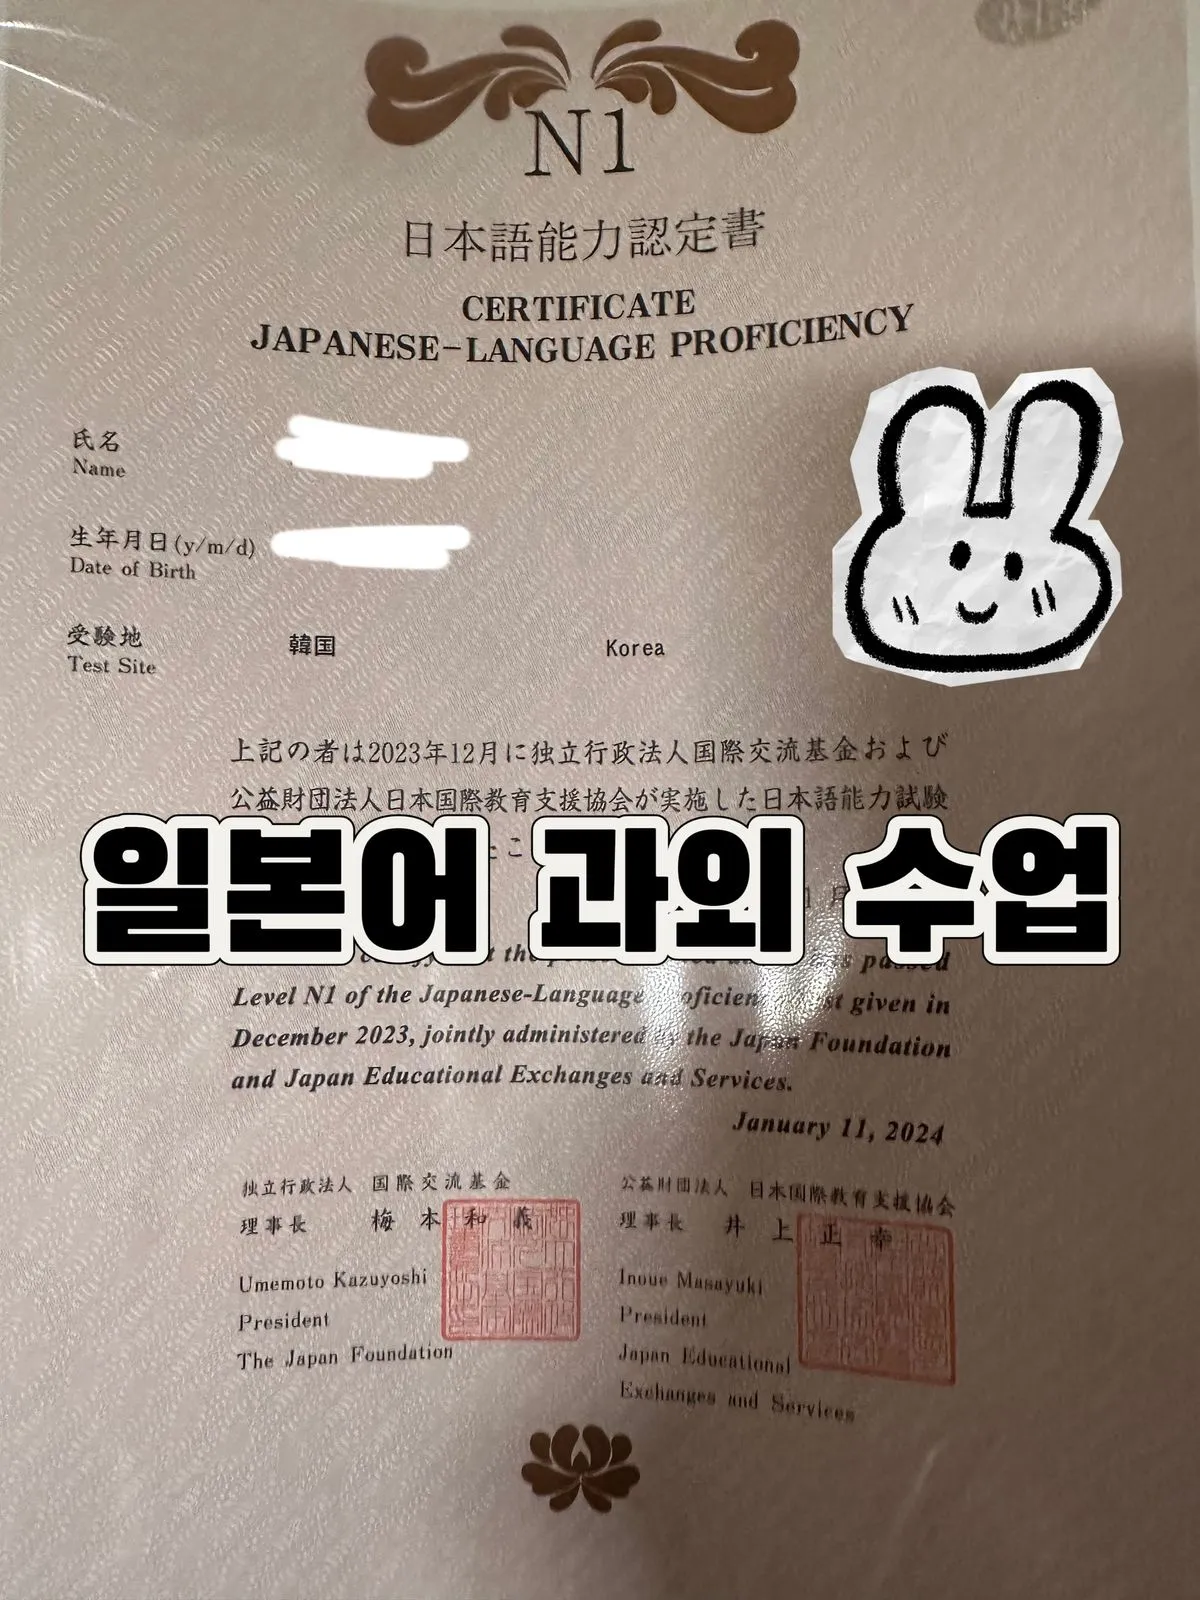 N1
日本語能力認定書
CERTIFICATE
JAPANESE-LANGUAGE PROFICIENCY
氏名
Name
生年月日(y/m/d)
Date of Birth
受験地 韓国 Korea
Test Site
上記の者は2023年12月に独立行政法人国際交流基金および
公益財団法人日本国際教育支援協会が実施した日本語能力試験
일본어 과외 수업
passed
Level N1 of the Japanese-Language given in
December 2023, jointly administered by the Japan Foundation
and Japan Educational Exchanges and Services.
January 11, 2024
独立行政法人 国際交流基金
理事長 梅本和義
Umemoto Kazuyoshi
President
The Japan Foundation
公益財団法人 日本国際教育支援協会
理事長 井上正幸
Inoue Masayuki
President
Japan Educational
Exchanges and Services